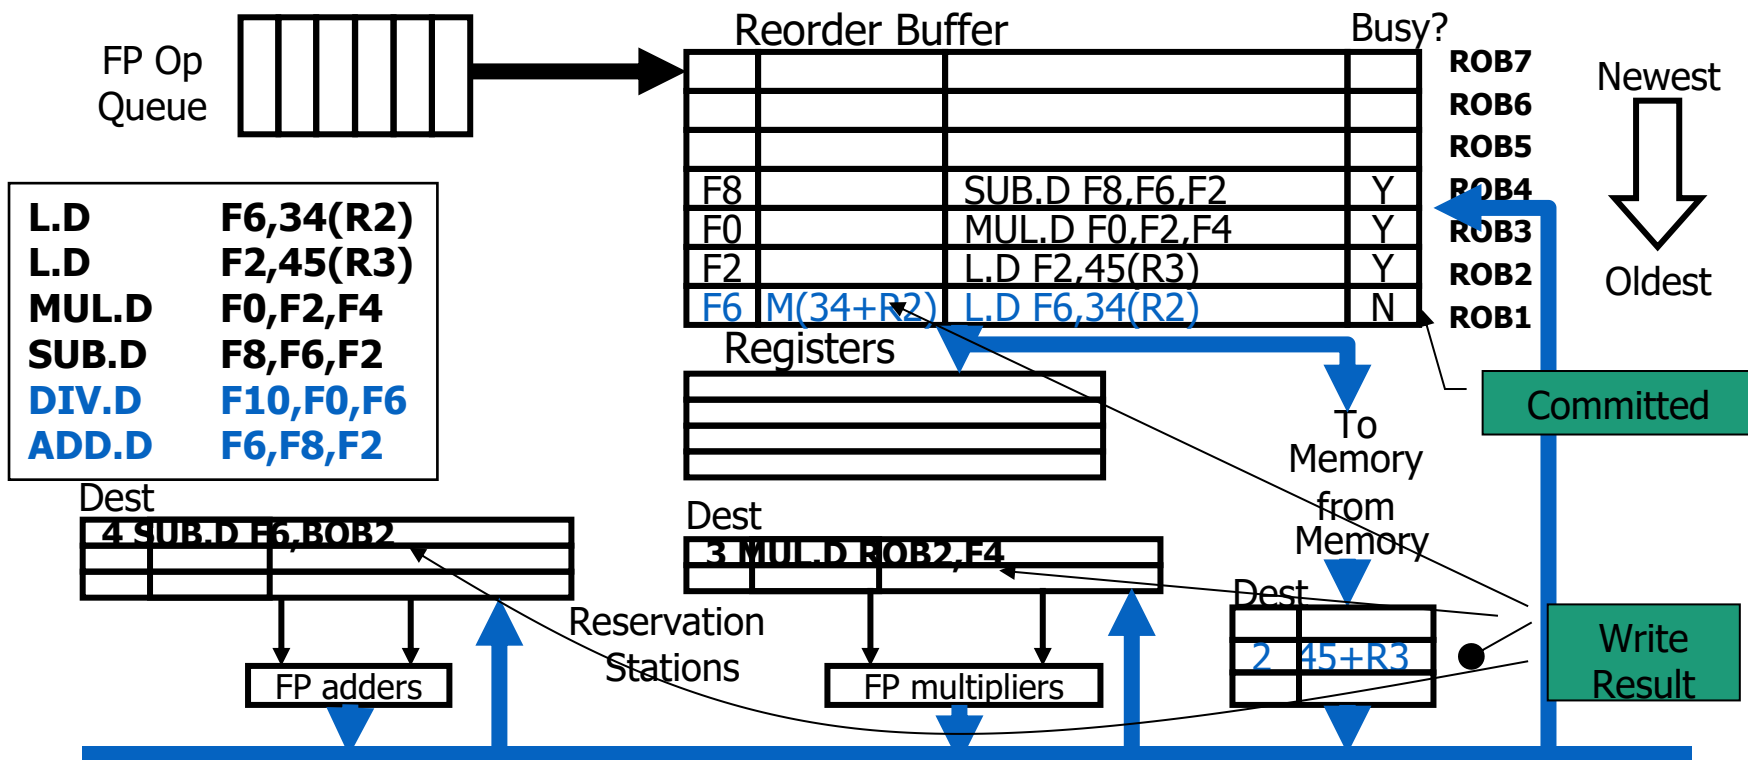 Reorder Buffer
Busy?
FP Op
Queue
ROB7
ROB6
ROB5
F8 SUB.D F8,F6,F2 Y ROB4
F0 MUL.D F0,F2,F4 Y ROB3
F2 L.D F2,45(R3) Y ROB2
F6 M(34+R2) L.D F6,34(R2) N ROB1
Newest
Oldest
L.D F6,34(R2)
L.D F2,45(R3)
MUL.D F0,F2,F4
SUB.D F8,F6,F2
DIV.D F10,F0,F6
ADD.D F6,F8,F2
Registers
Committed
To
Memory
from
Memory
Dest
4 SUB.D F6,BOB2
Dest
3 MUL.D ROB2,F4
Dest
2 45+R3
Reservation
Stations
Write
Result
FP adders
FP multipliers